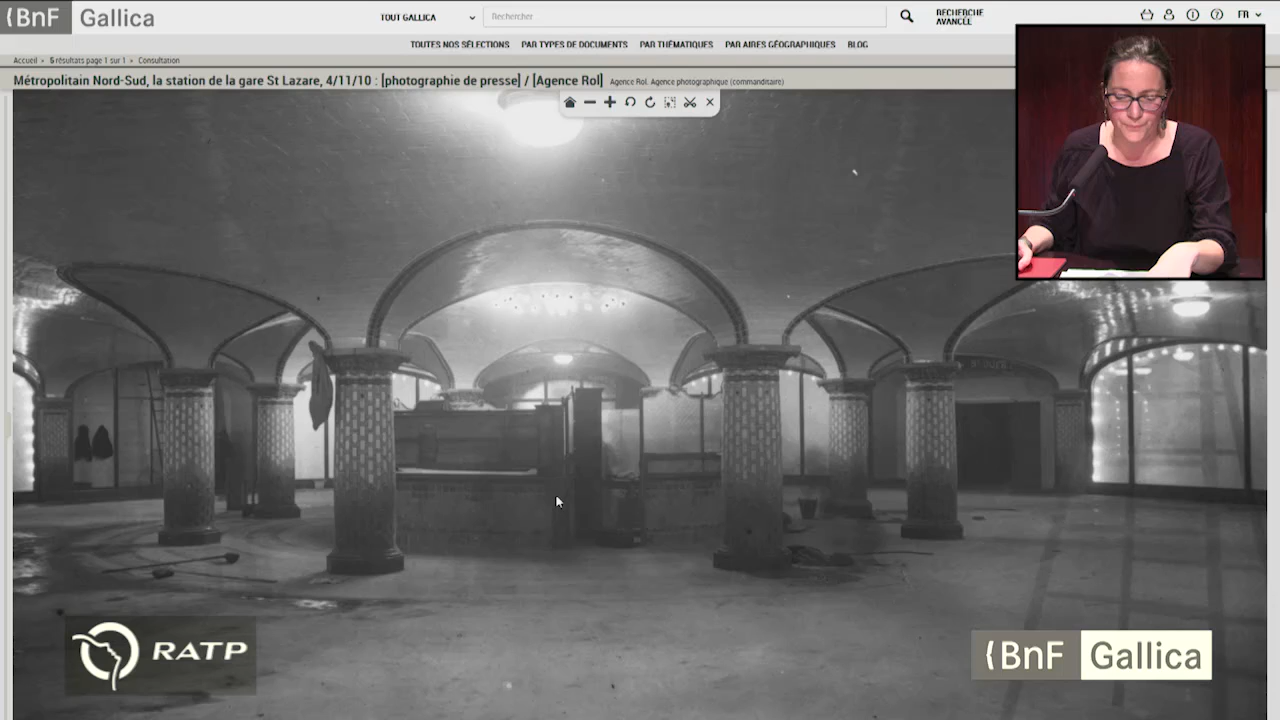 BnF Gallica
TOUT GALLICA
Rechercher
RECHERCHE AVANCÉE
FR
TOUTES NOS SÉLECTIONS PAR TYPES DE DOCUMENTS PAR THÉMATIQUES PAR AIRES GÉOGRAPHIQUES BLOG
Accueil > 5 résultats page 1 sur 1 > Consultation
Métropolitain Nord-Sud, la station de la gare St Lazare, 4/11/10 : [photographie de presse] / [Agence Rol] Agence Rol. Agence photographique (commanditaire)
RATP
BnF Gallica